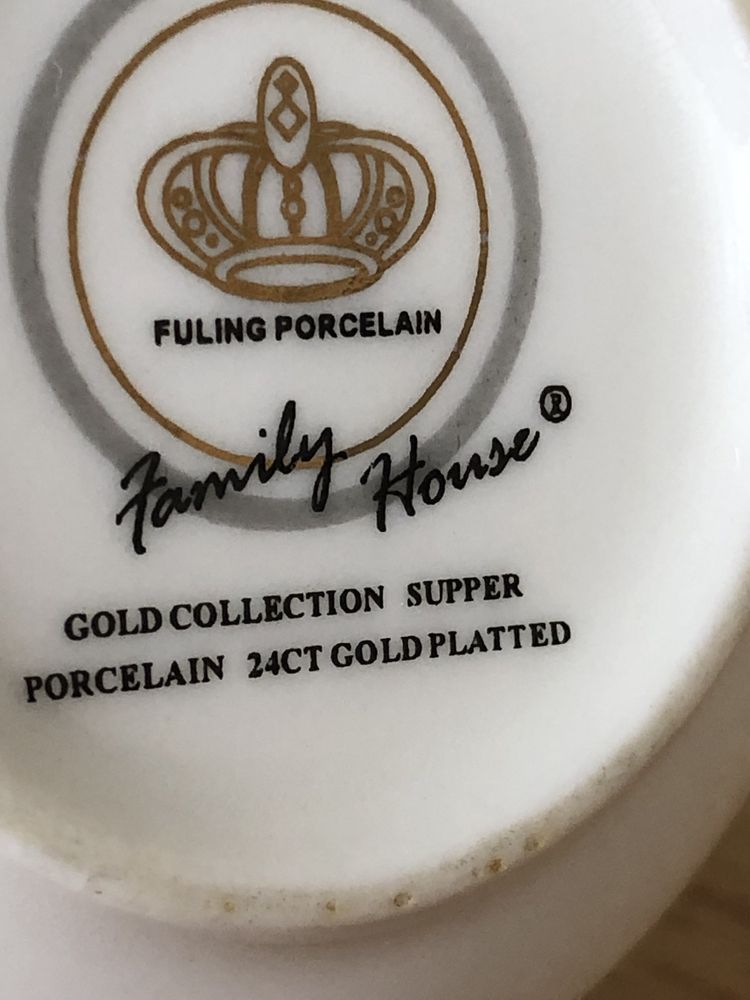 FULING PORCELAIN
Family House®
GOLD COLLECTION SUPPER
PORCELAIN 24CT GOLD PLATTED